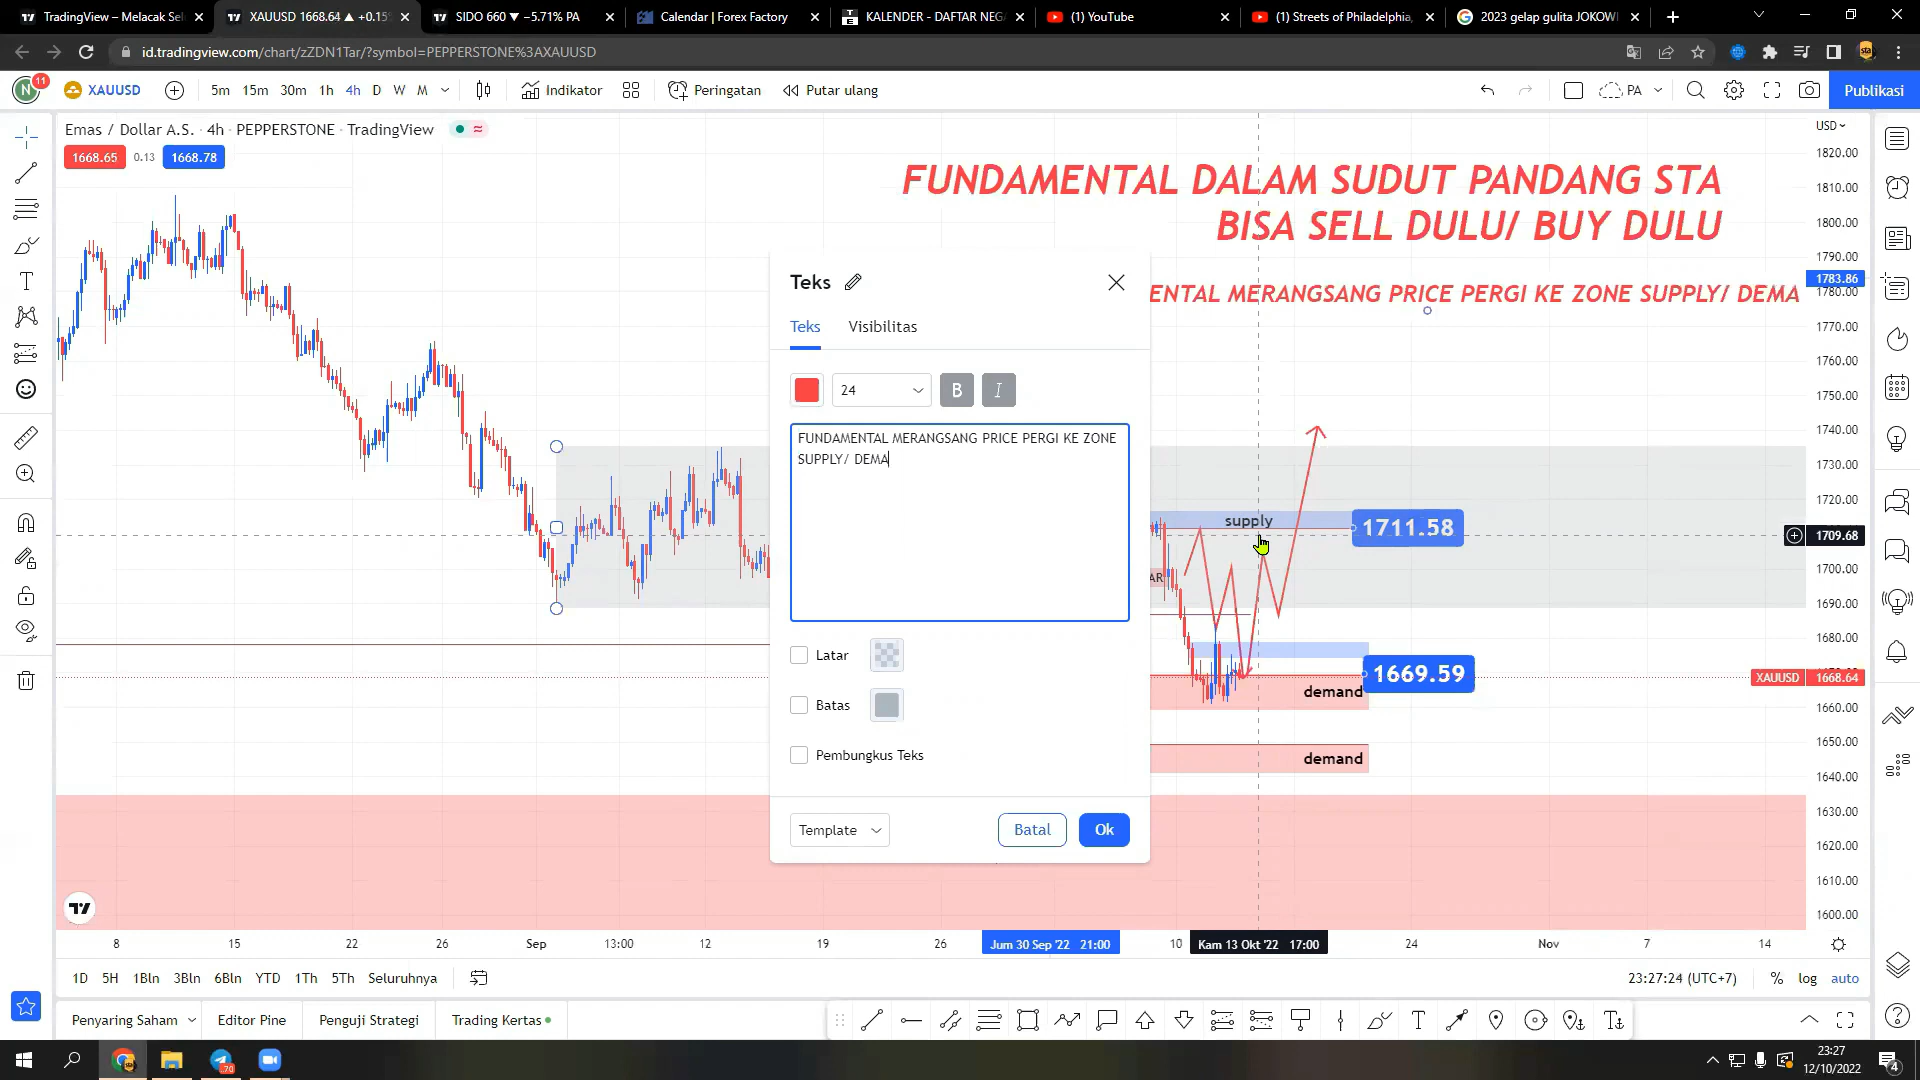 TradingView – Melacak Sel
XAUUSD 1668.64 ▲ +0.15
SIDO 660 ▼ −5.71% PA
Calendar | Forex Factory
KALENDER - DAFTAR NEGA
(1) YouTube
(1) Streets of Philadelphia,
2023 gelap gulita JOKOWI
id.tradingview.com/chart/zZDN1Tar/?symbol=PEPPERSTONE%3AXAUUSD
N
11
XAUUSD
5m 15m 30m 1h 4h D W M
Indikator
Peringatan
Putar ulang
PA
Publikasi
Emas / Dollar A.S. · 4h · PEPPERSTONE · TradingView
1668.65 0.13 1668.78
USD
FUNDAMENTAL DALAM SUDUT PANDANG STA
BISA SELL DULU/ BUY DULU
ENTAL MERANGSANG PRICE PERGI KE ZONE SUPPLY/ DEMA
Teks
Teks Visibilitas
24 B I
FUNDAMENTAL MERANGSANG PRICE PERGI KE ZONE
SUPPLY/ DEMA
Latar
Batas
Pembungkus Teks
Template
Batal
Ok
supply
1711.58
AR
1669.59
demand
demand
1820.00
1810.00
1800.00
1790.00
1783.86
1780.00
1770.00
1760.00
1750.00
1740.00
1730.00
1720.00
1709.68
1700.00
1690.00
1680.00
XAUUSD 1668.64
1660.00
1650.00
1640.00
1630.00
1620.00
1610.00
1600.00
8 15 22 26 Sep 13:00 12 19 26 Jum 30 Sep '22 21:00 10 Kam 13 Okt '22 17:00 24 Nov 7 14
1D 5H 1Bln 3Bln 6Bln YTD 1Th 5Th Seluruhnya
23:27:24 (UTC+7)
% log auto
Penyaring Saham
Editor Pine
Penguji Strategi
Trading Kertas
70
23:27
12/10/2022
4